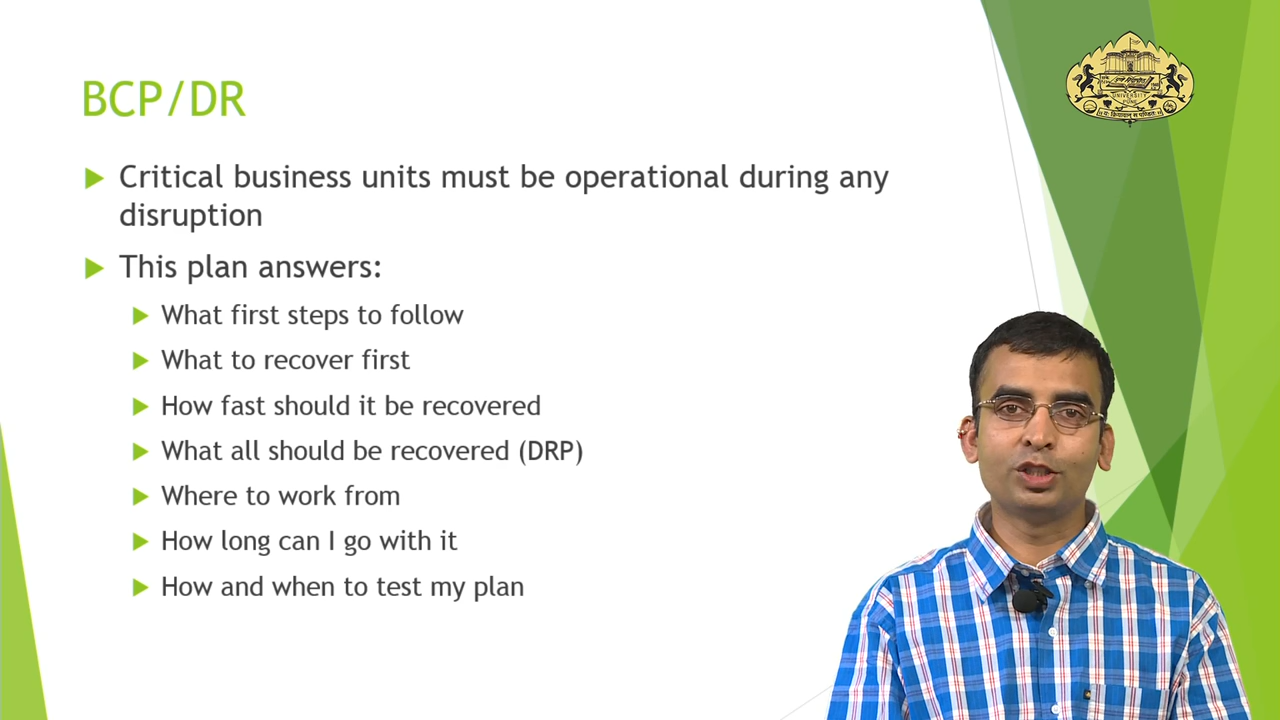 BCP/DR
Critical business units must be operational during any
disruption
This plan answers:
What first steps to follow
What to recover first
How fast should it be recovered
What all should be recovered (DRP)
Where to work from
How long can I go with it
How and when to test my plan
UNIVERSITY